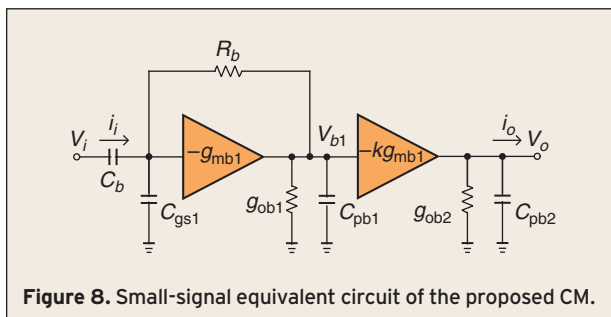 R_b
V_i
i_i
C_b
–g_mb1
C_gs1
g_ob1
V_b1
C_pb1
–kg_mb1
g_ob2
i_o
V_o
C_pb2
Figure 8. Small-signal equivalent circuit of the proposed CM.